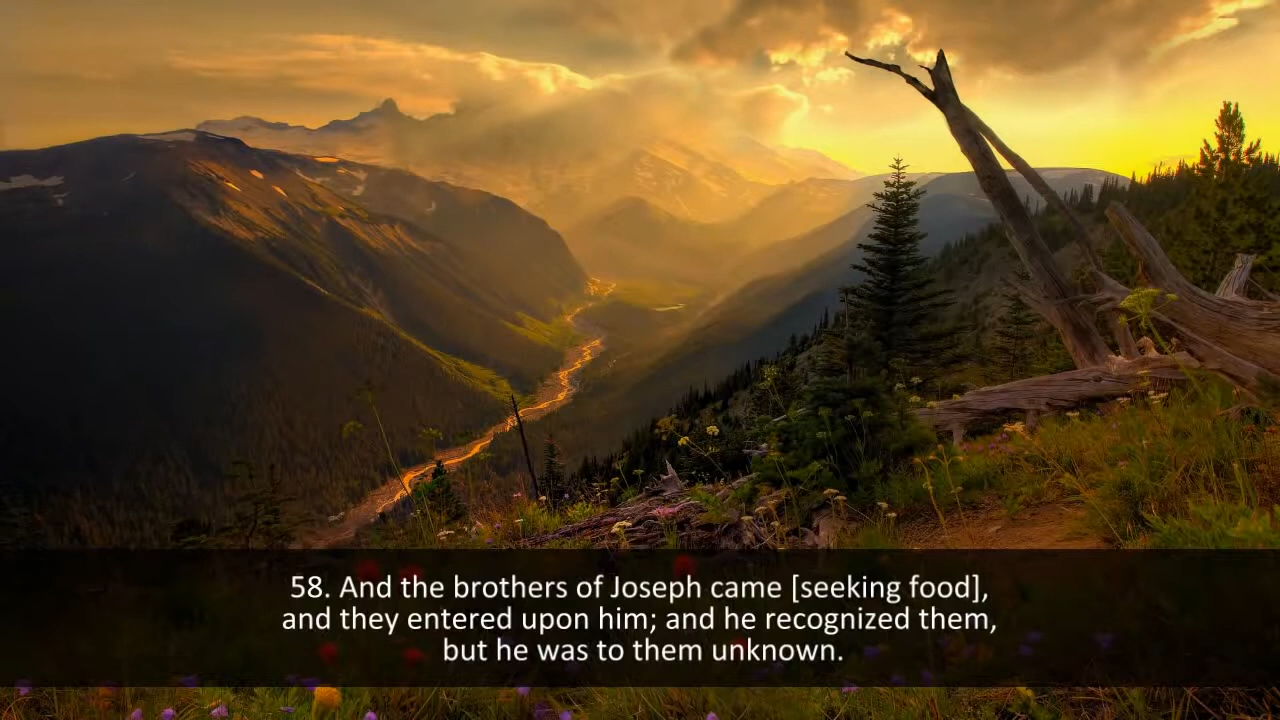 58. And the brothers of Joseph came [seeking food],
and they entered upon him; and he recognized them,
but he was to them unknown.